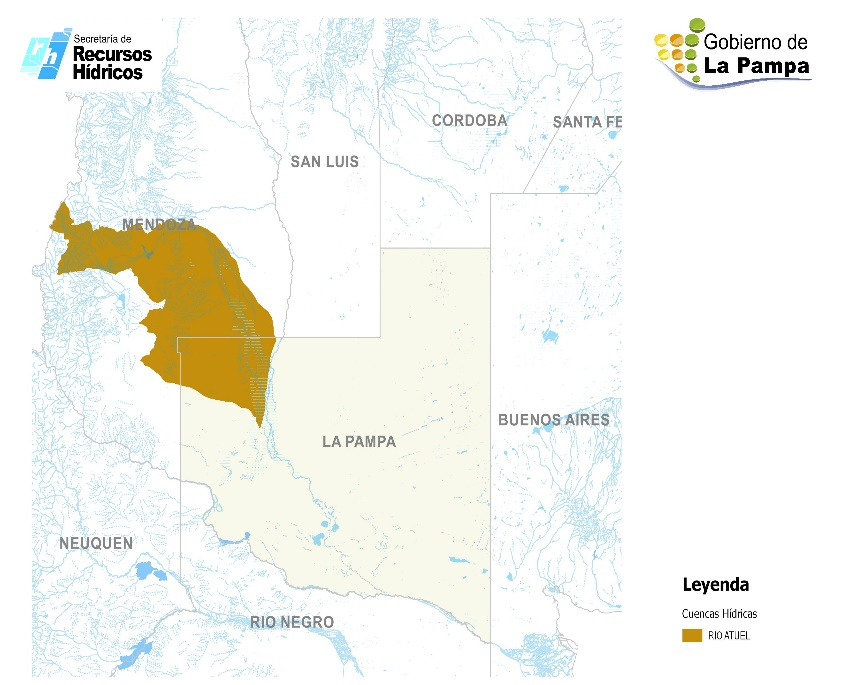 rh
Secretaría de
Recursos
Hídricos
Gobierno de
La Pampa
CORDOBA
SANTA FE
SAN LUIS
MENDOZA
BUENOS AIRES
LA PAMPA
NEUQUEN
RIO NEGRO
Leyenda
Cuencas Hídricas
RIO ATUEL